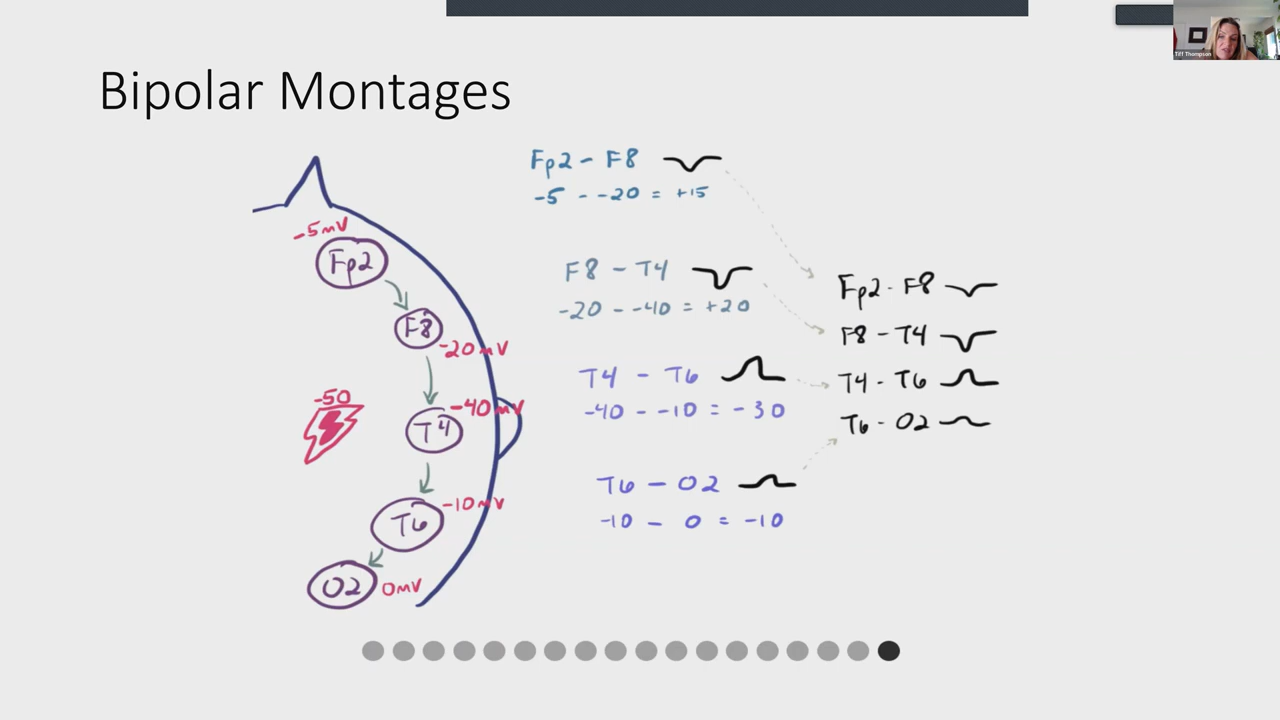 Tiff Thompson
Bipolar Montages
-5mV
Fp2
F8
-20mV
-50
-40mV
T4
-10mV
T6
O2
0mV
Fp2 - F8
-5 - -20 = +15
F8 - T4
-20 - -40 = +20
T4 - T6
-40 - -10 = -30
T6 - O2
-10 - 0 = -10
Fp2 - F8
F8 - T4
T4 - T6
T6 - O2